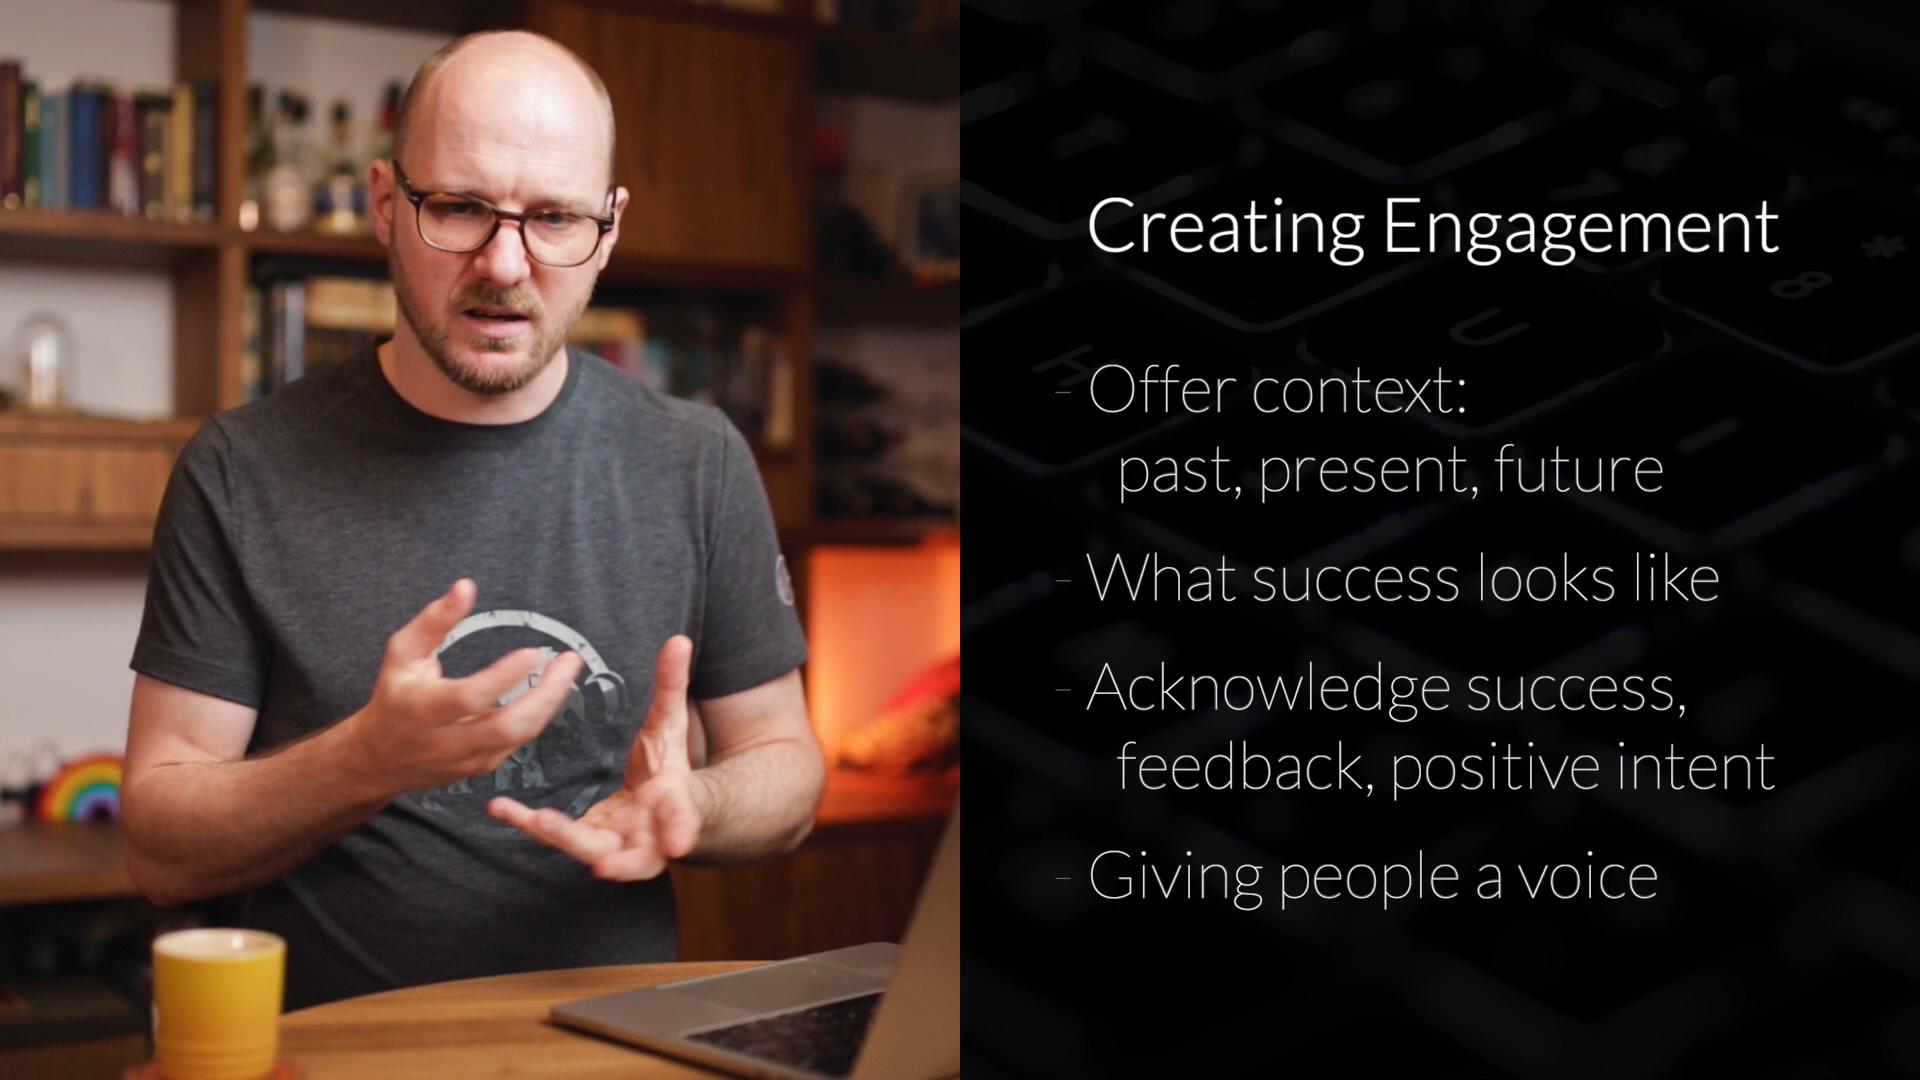 Creating Engagement
- Offer context:
past, present, future
- What success looks like
- Acknowledge success,
feedback, positive intent
- Giving people a voice